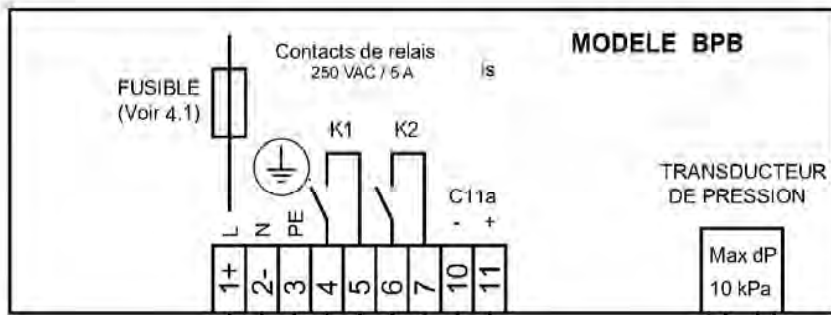 MODELE BPB
Contacts de relais
250 VAC / 5 A
Is
FUSIBLE
(Voir 4.1)
K1
K2
TRANSDUCTEUR
DE PRESSION
C11a
- +
L
N
PE
1+
2-
3
4
5
6
7
10
11
Max dP
10 kPa